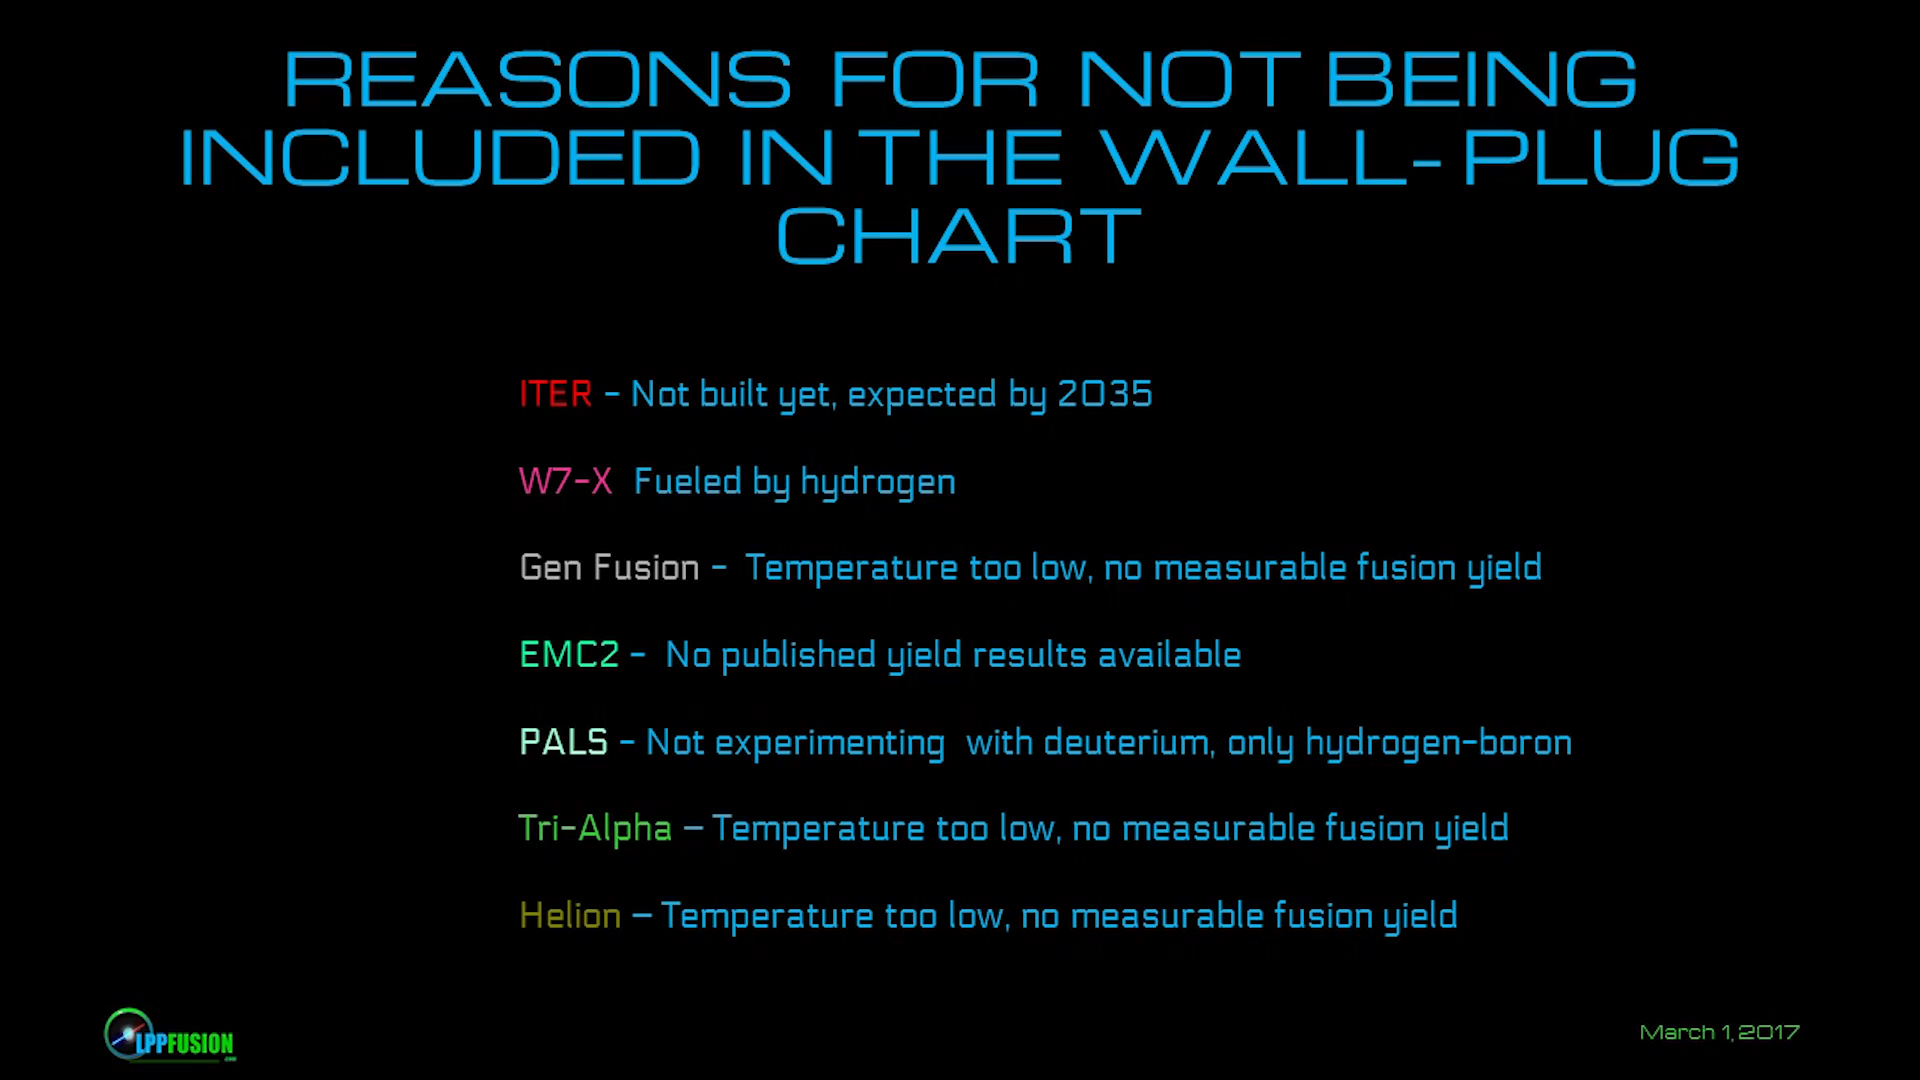 REASONS FOR NOT BEING
INCLUDED IN THE WALL-PLUG
CHART
ITER - Not built yet, expected by 2035
W7-X Fueled by hydrogen
Gen Fusion - Temperature too low, no measurable fusion yield
EMC2 - No published yield results available
PALS - Not experimenting with deuterium, only hydrogen-boron
Tri-Alpha – Temperature too low, no measurable fusion yield
Helion – Temperature too low, no measurable fusion yield
LPPFUSION
.com
March 1, 2017